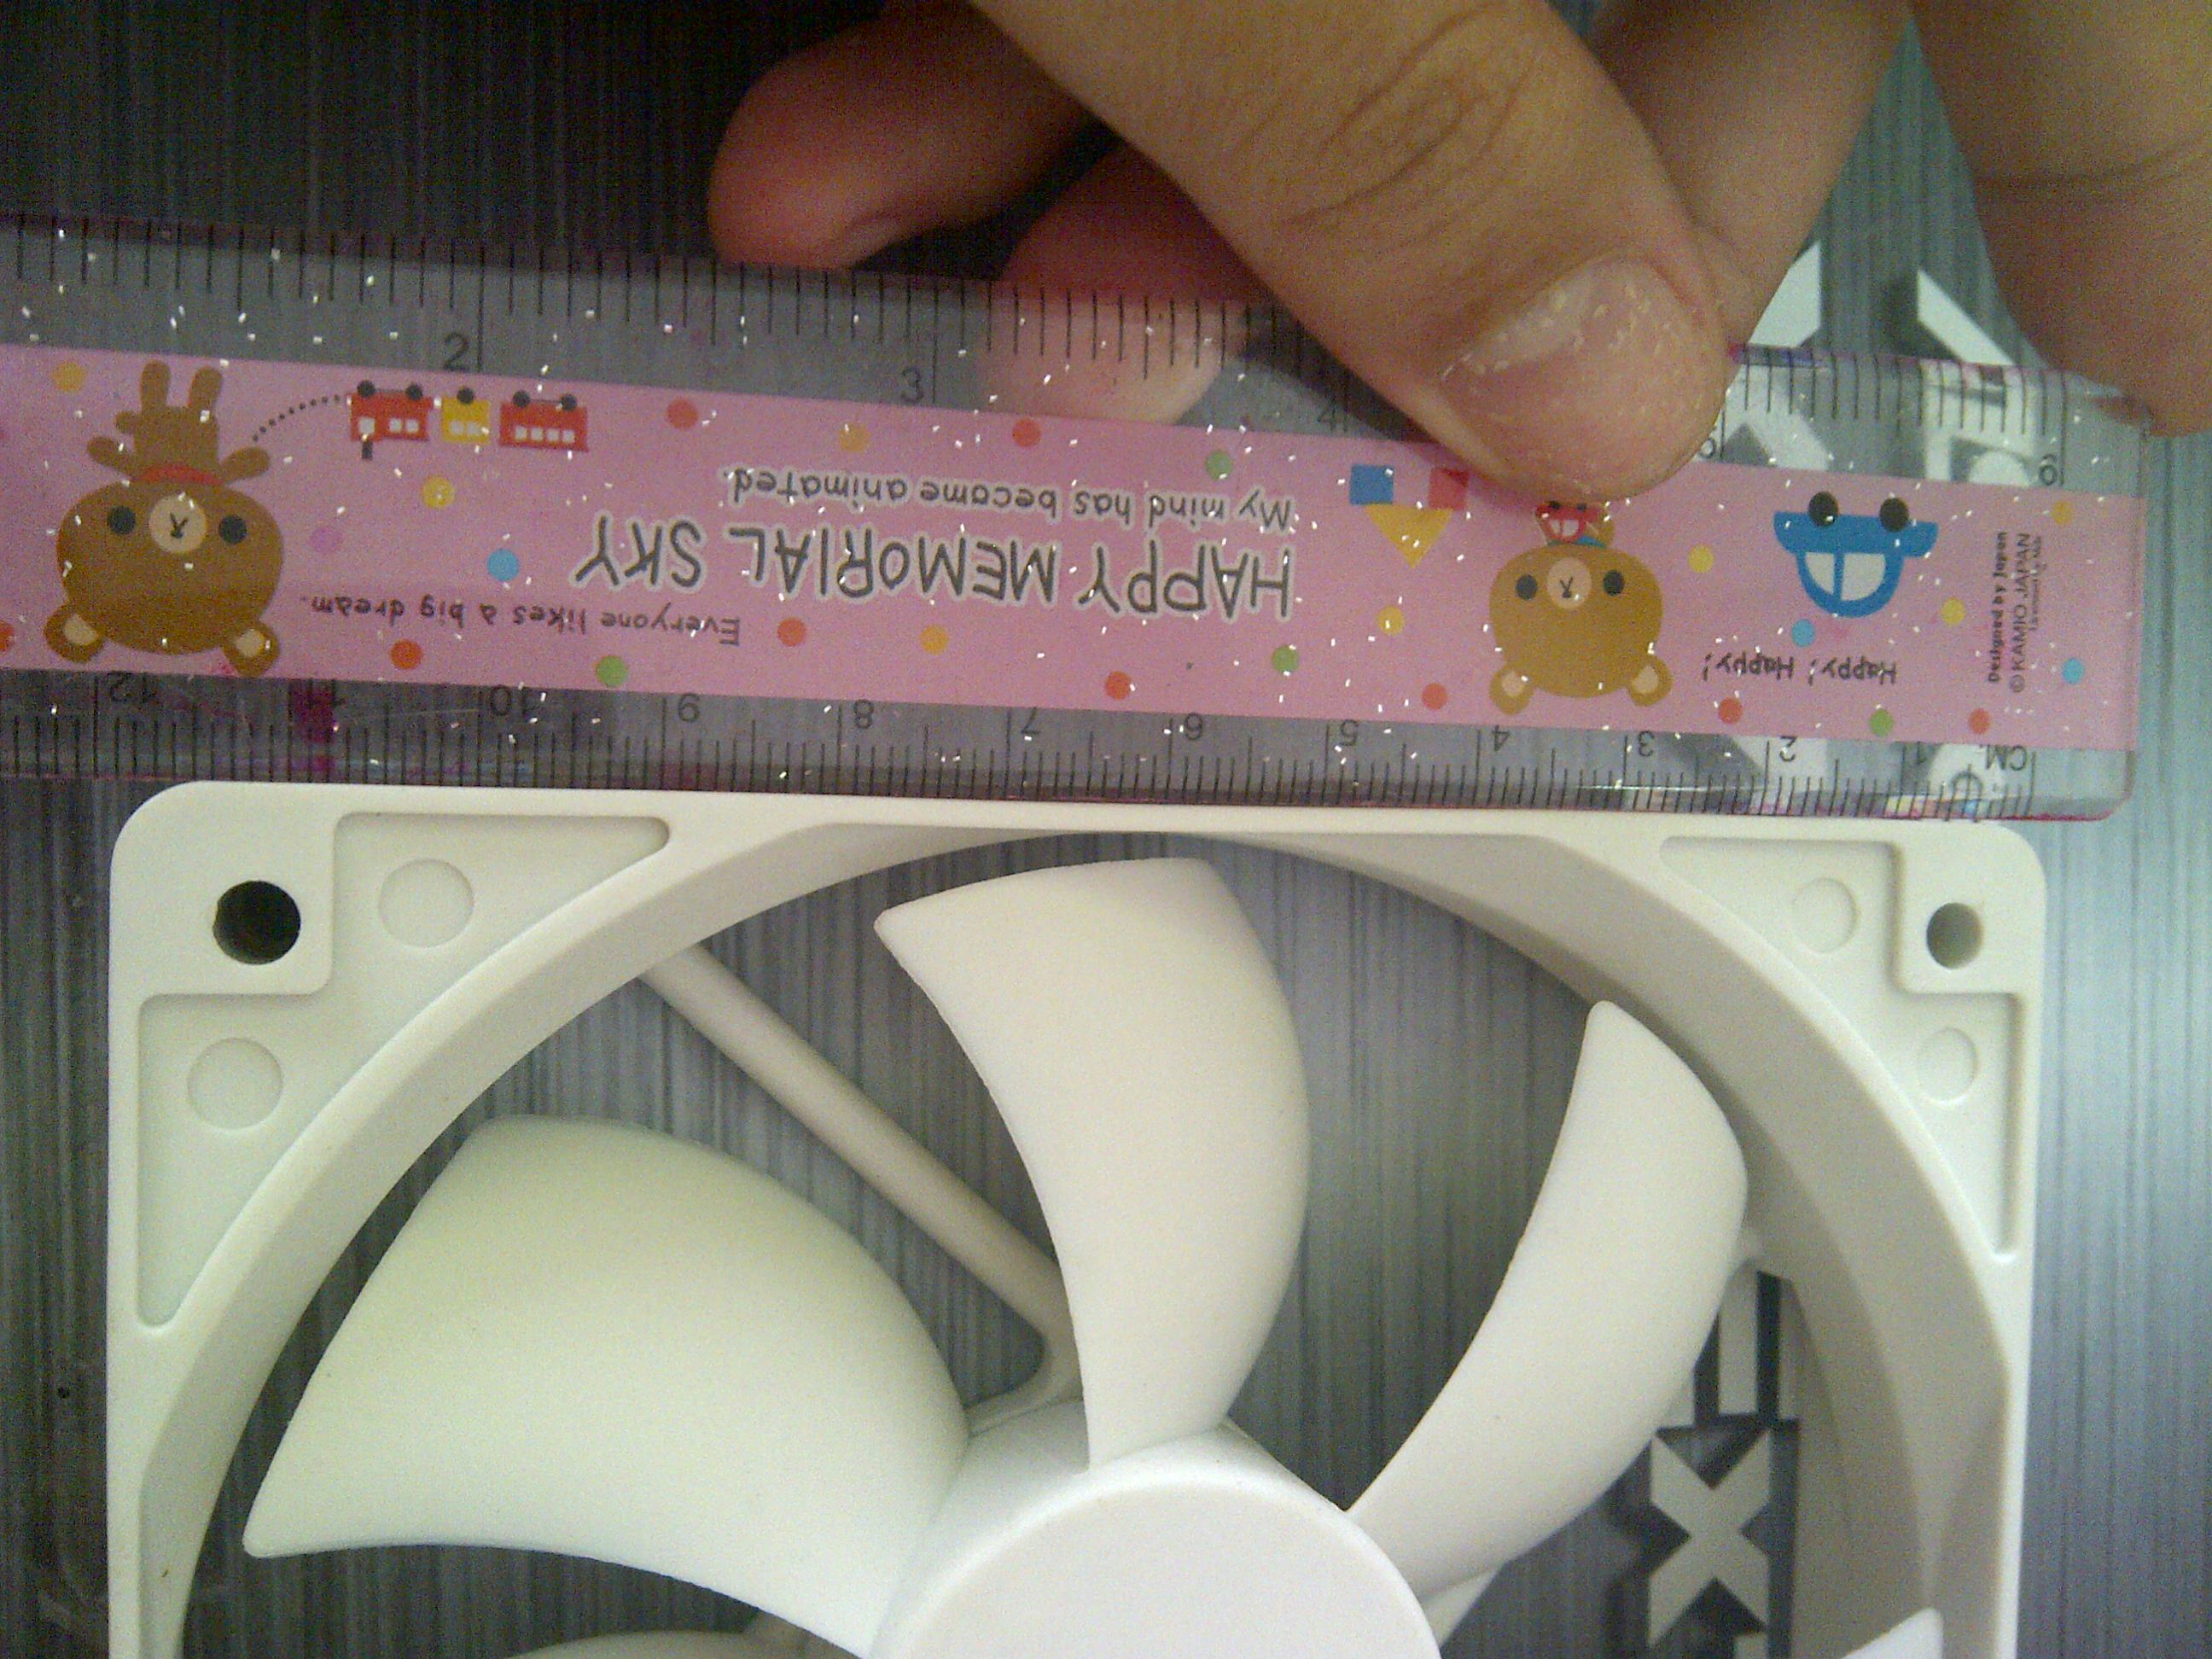 2 3 4 5 6
My mind has become animated.
HAPPY MEMORIAL SKY
Everyone likes a big dream.
Happy! Happy!
Designed by Japan
© KAMIO JAPAN
CM 1 2 3 4 5 6 7 8 9 10 11 12